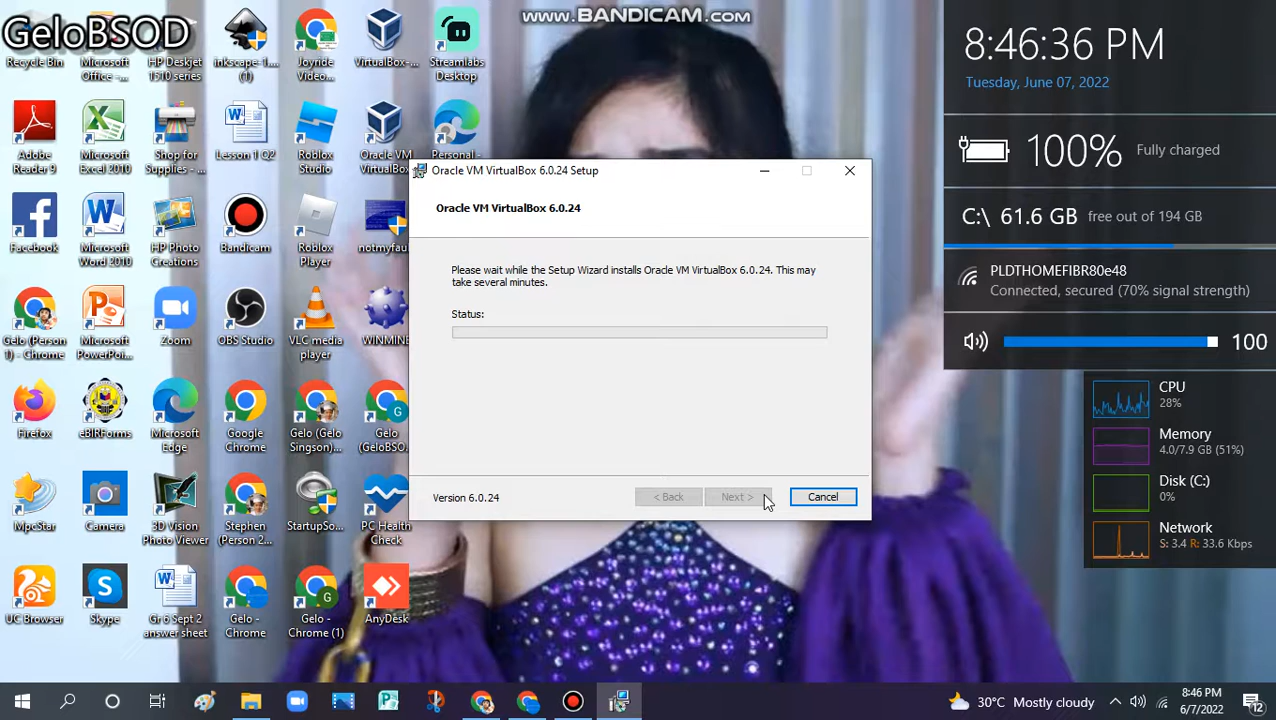 GeloBSOD
www.BANDICAM.com
Recycle Bin
Microsoft Office -...
HP Deskjet 1510 series
inkscape-1.... (1)
Joyride Video...
VirtualBox-...
Streamlabs Desktop
Adobe Reader 9
Microsoft Excel 2010
Shop for Supplies - ...
Lesson 1 Q2
Roblox Studio
Oracle VM VirtualBox
Personal -
Facebook
Microsoft Word 2010
HP Photo Creations
Bandicam
Roblox Player
notmyfau
Gelo (Person 1) - Chrome
Microsoft PowerPoi...
Zoom
OBS Studio
VLC media player
WINMINE
Firefox
eBIRForms
Microsoft Edge
Google Chrome
Gelo (Gelo Singson)...
Gelo (GeloBSO...
MpcStar
Camera
3D Vision Photo Viewer
Stephen (Person 2...
StartupSo...
PC Health Check
UC Browser
Skype
Gr 6 Sept 2 answer sheet
Gelo - Chrome
Gelo - Chrome (1)
AnyDesk
Oracle VM VirtualBox 6.0.24 Setup
Oracle VM VirtualBox 6.0.24
Please wait while the Setup Wizard installs Oracle VM VirtualBox 6.0.24. This may
take several minutes.
Status:
Version 6.0.24
< Back
Next >
Cancel
8:46:36 PM
Tuesday, June 07, 2022
100%
Fully charged
C:\ 61.6 GB free out of 194 GB
PLDTHOMEFIBR80e48
Connected, secured (70% signal strength)
100
CPU
28%
Memory
4.0/7.9 GB (51%)
Disk (C:)
0%
Network
S: 3.4 R: 33.6 Kbps
30°C Mostly cloudy
8:46 PM
6/7/2022
12